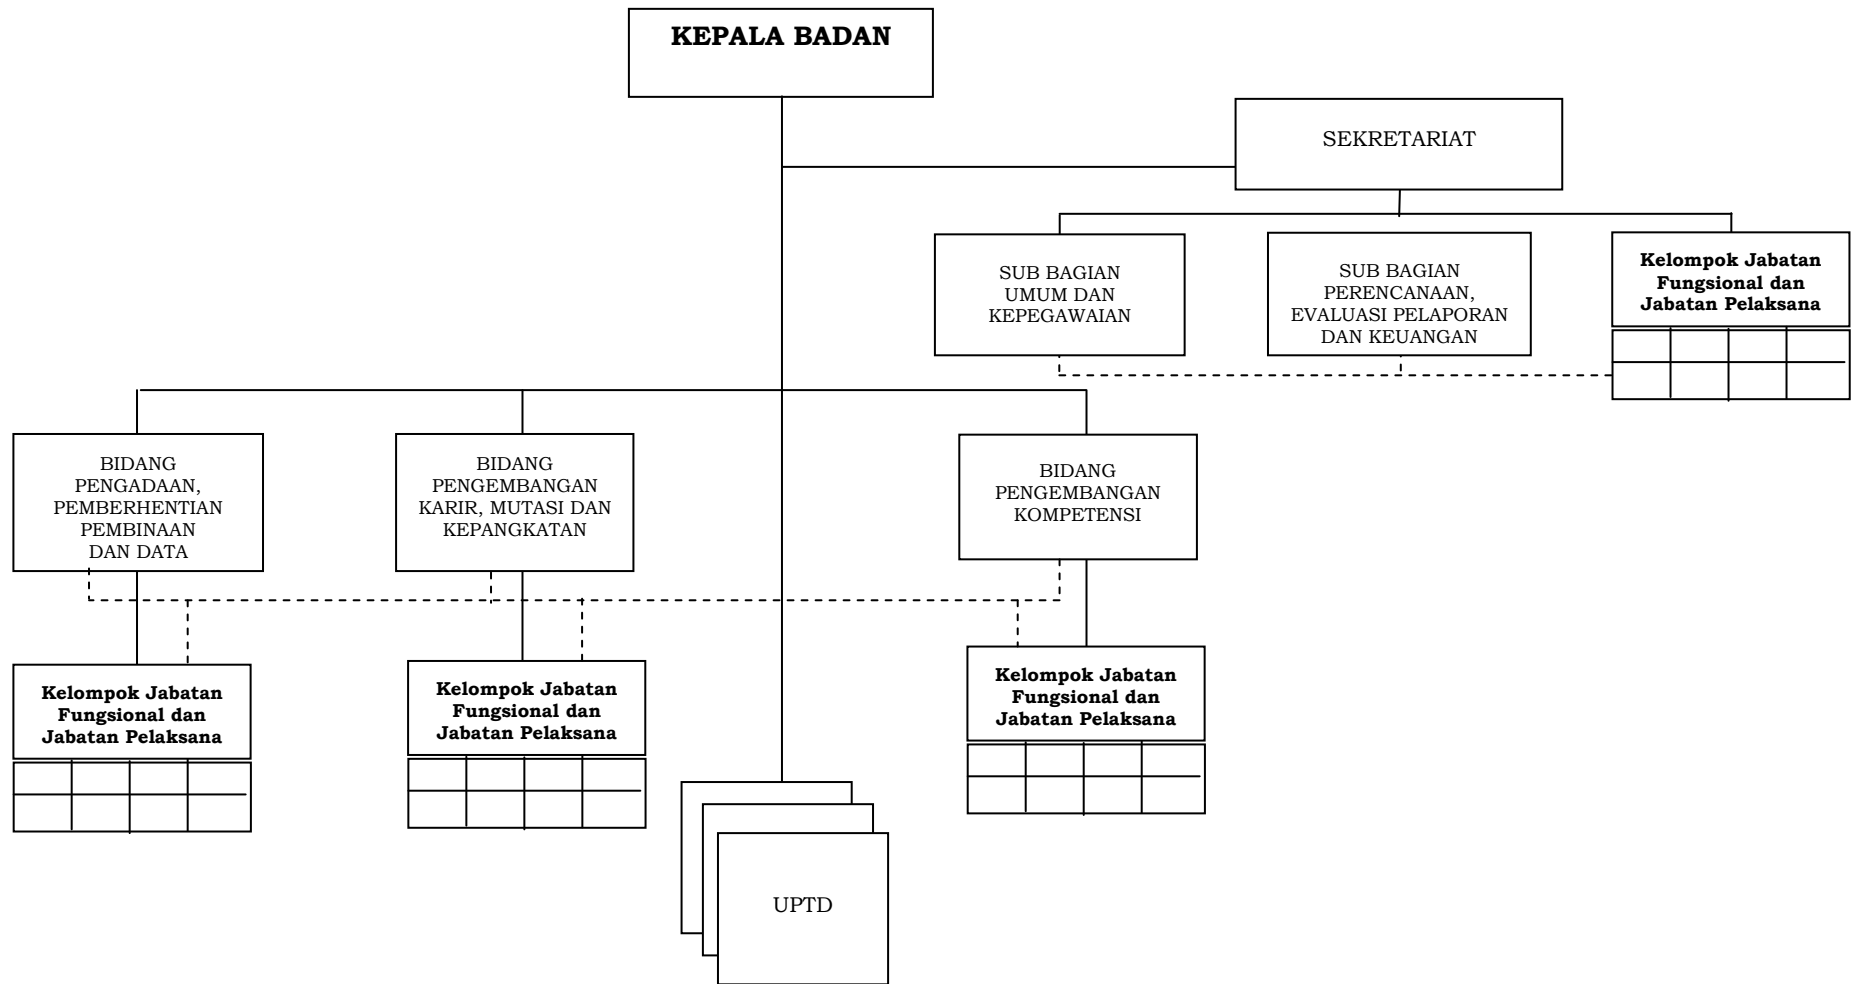 KEPALA BADAN
SEKRETARIAT
SUB BAGIAN
UMUM DAN
KEPEGAWAIAN
SUB BAGIAN
PERENCANAAN,
EVALUASI PELAPORAN
DAN KEUANGAN
Kelompok Jabatan
Fungsional dan
Jabatan Pelaksana
BIDANG
PENGADAAN,
PEMBERHENTIAN
PEMBINAAN
DAN DATA
BIDANG
PENGEMBANGAN
KARIR, MUTASI DAN
KEPANGKATAN
BIDANG
PENGEMBANGAN
KOMPETENSI
Kelompok Jabatan
Fungsional dan
Jabatan Pelaksana
Kelompok Jabatan
Fungsional dan
Jabatan Pelaksana
Kelompok Jabatan
Fungsional dan
Jabatan Pelaksana
UPTD